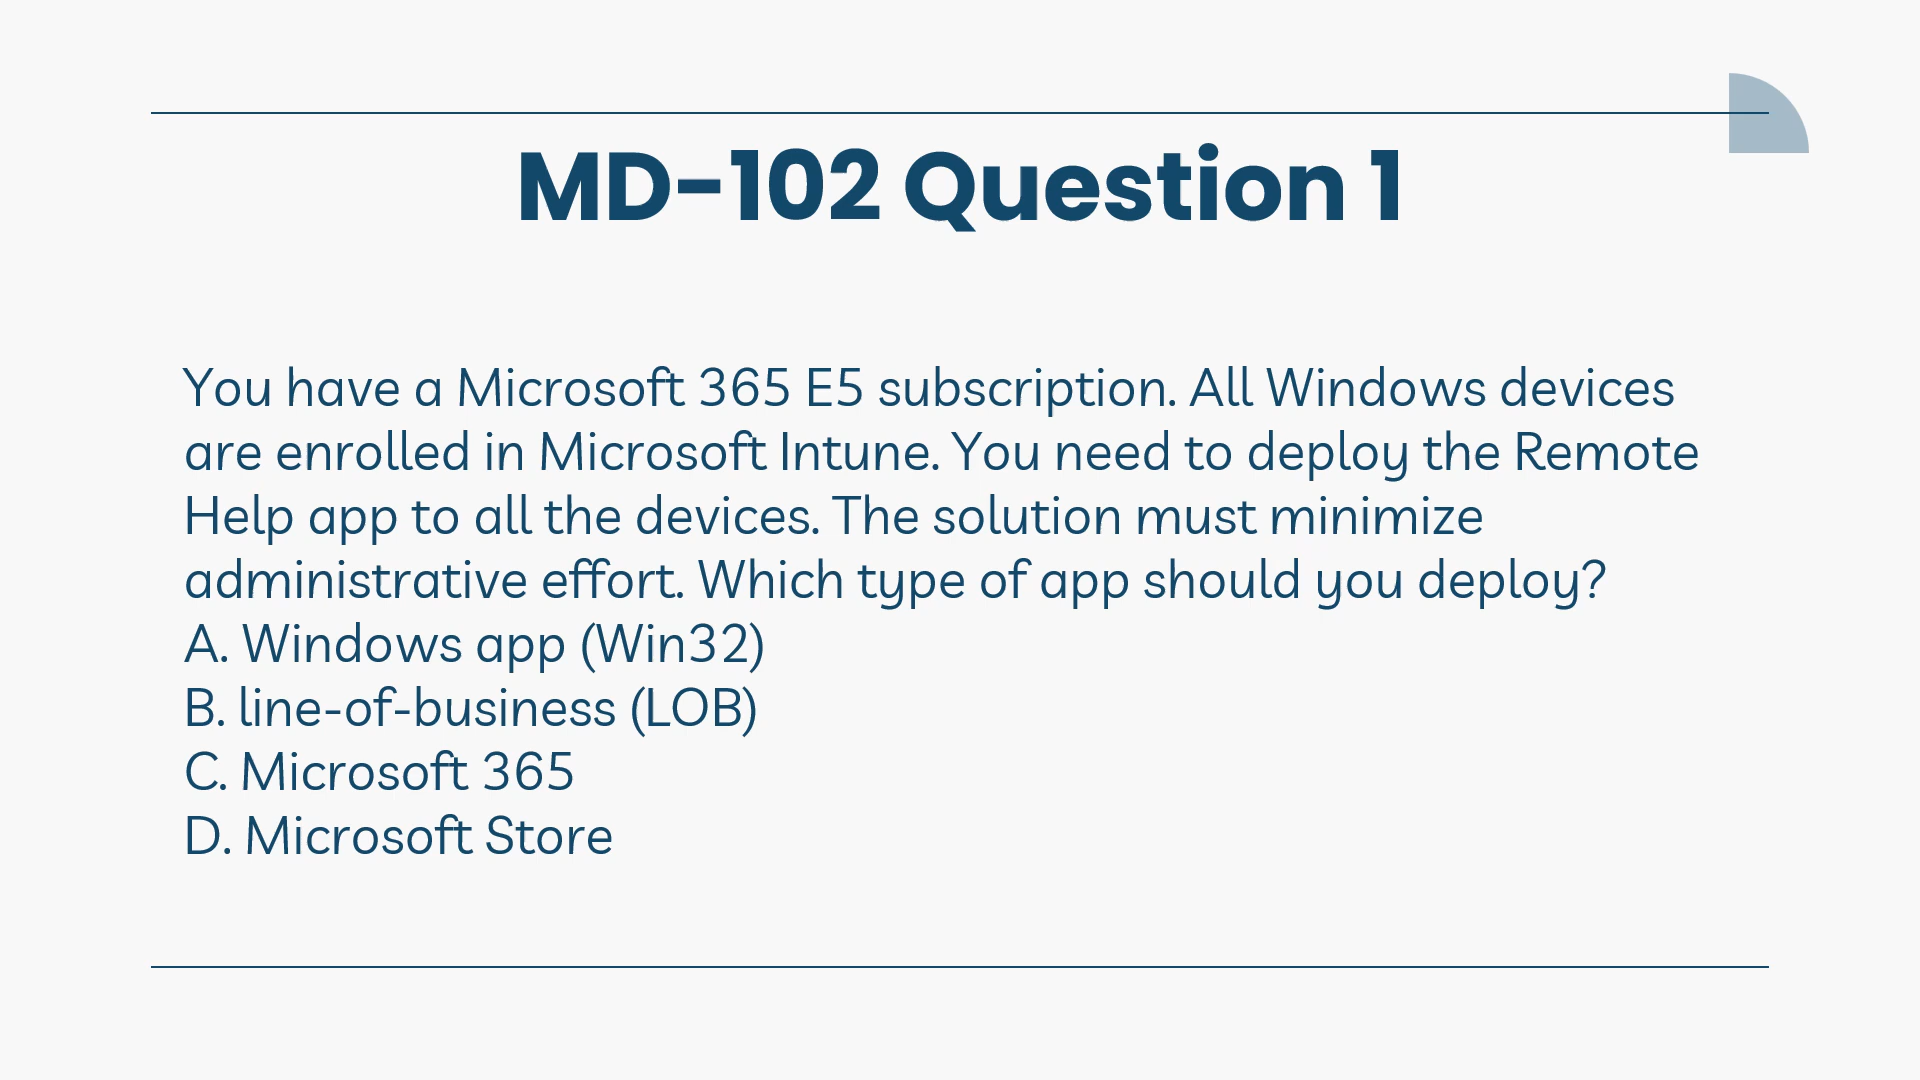 MD-102 Question 1
You have a Microsoft 365 E5 subscription. All Windows devices
are enrolled in Microsoft Intune. You need to deploy the Remote
Help app to all the devices. The solution must minimize
administrative effort. Which type of app should you deploy?
A. Windows app (Win32)
B. line-of-business (LOB)
C. Microsoft 365
D. Microsoft Store